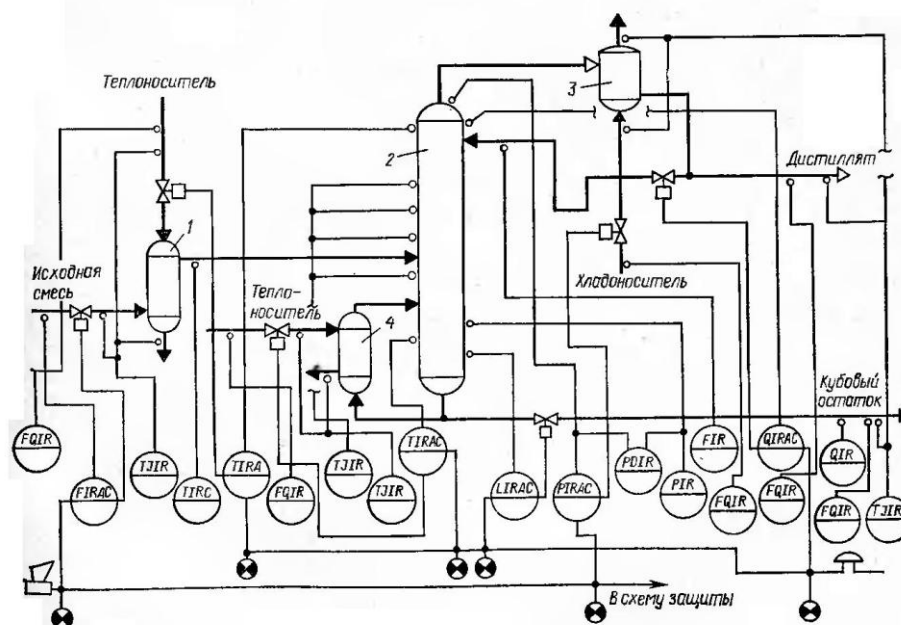 Теплоноситель
3
2
Дистиллят
1
Исходная
смесь
Тепло-
носитель
4
Хладоноситель
Кубовый
остаток
FQIR
FIRAC
TJIR
TIRC
TIRA
FQIR
TJIR
TJIR
TIRAC
LIRAC
PIRAC
PDIR
PIR
FIR
FQIR
QIRAC
FQIR
QIR
FQIR
TJIR
В схему защиты